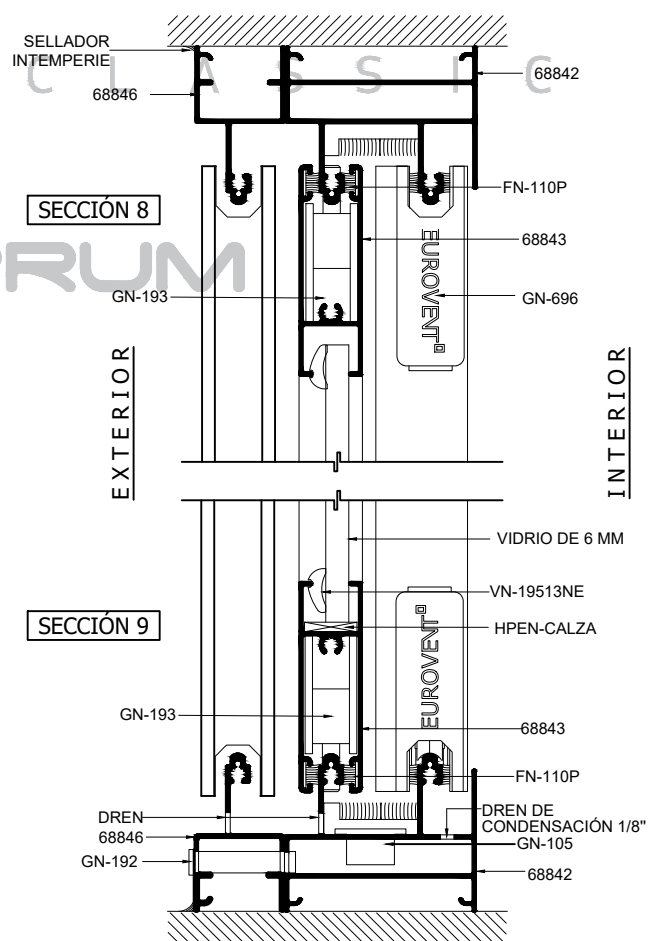 SELLADOR
INTEMPERIE
CLASSIC
68846
68842
SECCIÓN 8
FN-110P
68843
PRUM
GN-193
EUROVENT
GN-696
EXTERIOR
INTERIOR
VIDRIO DE 6 MM
VN-19513NE
HPEN-CALZA
SECCIÓN 9
EUROVENT
GN-193
68843
FN-110P
DREN
DREN DE
CONDENSACIÓN 1/8"
68846
GN-105
GN-192
68842